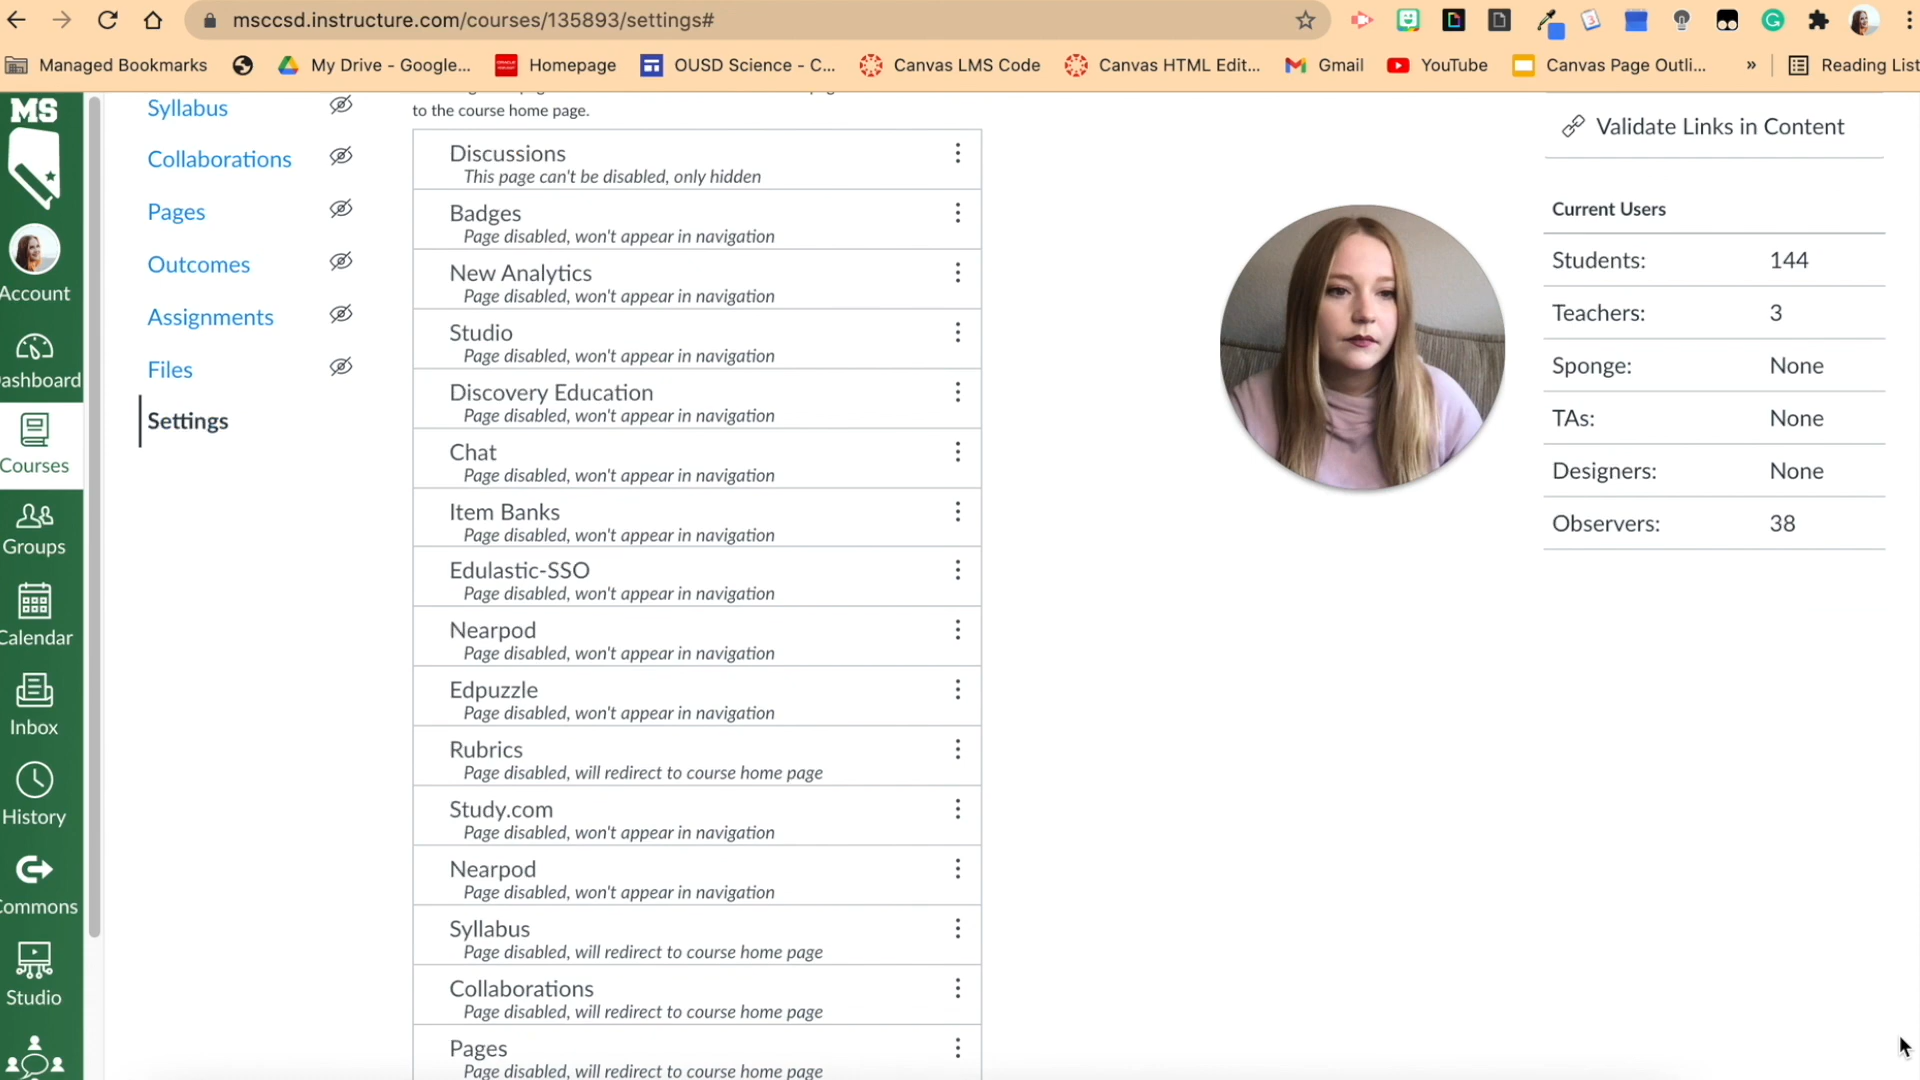 msccsd.instructure.com/courses/135893/settings#
Managed Bookmarks
My Drive - Google...
Homepage
OUSD Science - C...
Canvas LMS Code
Canvas HTML Edit...
Gmail
YouTube
Canvas Page Outli...
»
Reading List
MS
Account
ashboard
Courses
Groups
Calendar
Inbox
History
Commons
Studio
Syllabus
Collaborations
Pages
Outcomes
Assignments
Files
Settings
to the course home page.
Discussions
This page can't be disabled, only hidden
Badges
Page disabled, won't appear in navigation
New Analytics
Page disabled, won't appear in navigation
Studio
Page disabled, won't appear in navigation
Discovery Education
Page disabled, won't appear in navigation
Chat
Page disabled, won't appear in navigation
Item Banks
Page disabled, won't appear in navigation
Edulastic-SSO
Page disabled, won't appear in navigation
Nearpod
Page disabled, won't appear in navigation
Edpuzzle
Page disabled, won't appear in navigation
Rubrics
Page disabled, will redirect to course home page
Study.com
Page disabled, won't appear in navigation
Nearpod
Page disabled, won't appear in navigation
Syllabus
Page disabled, will redirect to course home page
Collaborations
Page disabled, will redirect to course home page
Pages
Page disabled, will redirect to course home page
Validate Links in Content
Current Users
Students: 144
Teachers: 3
Sponge: None
TAs: None
Designers: None
Observers: 38